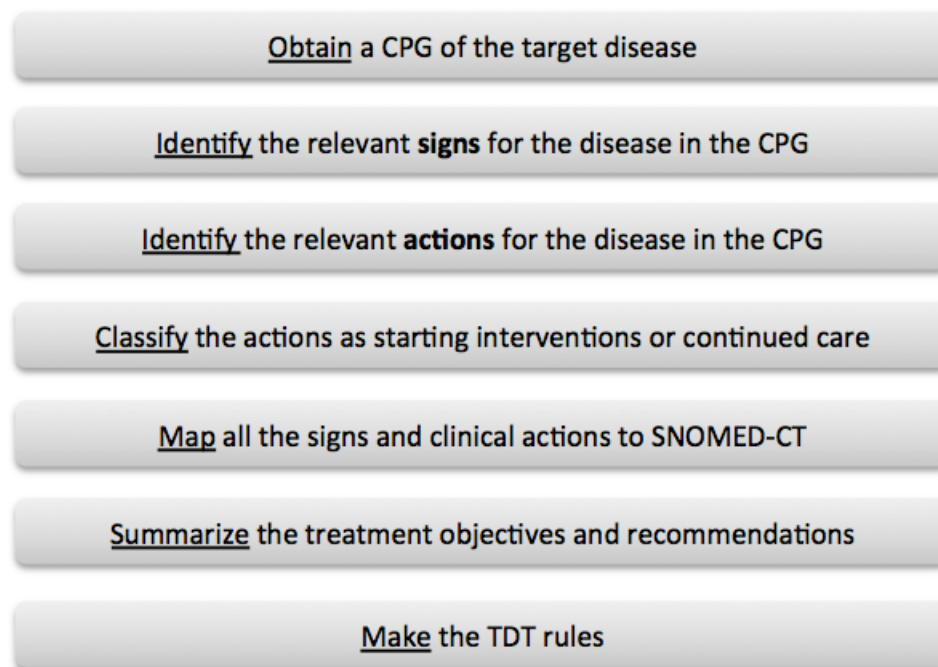 Obtain a CPG of the target disease
Identify the relevant signs for the disease in the CPG
Identify the relevant actions for the disease in the CPG
Classify the actions as starting interventions or continued care
Map all the signs and clinical actions to SNOMED-CT
Summarize the treatment objectives and recommendations
Make the TDT rules